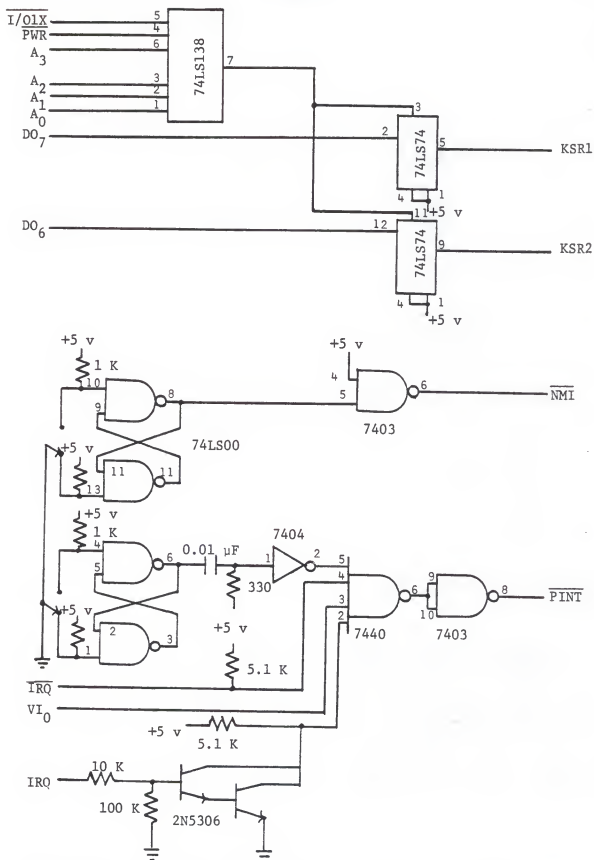 I/O1X 5
PWR 4
A3 6
74LS138
7
A2 3
A1 2
A0 1
3
DO7 2
74LS74
5 KSR1
4 1
+5 v
11
DO6 12
74LS74
9 KSR2
4 1
+5 v
+5 v
1 K
10
8
9
+5 v
4
5
6 NMI
7403
74LS00
+5 v
11 11
13
+5 v
1 K
4
6
5
0.01 µF
7404
1 2
330
5
4
3
2
6
7440
9
10
8 PINT
7403
+5 v
2
3
1
+5 v
5.1 K
IRQ
VI0
+5 v
5.1 K
IRQ 10 K
100 K
2N5306